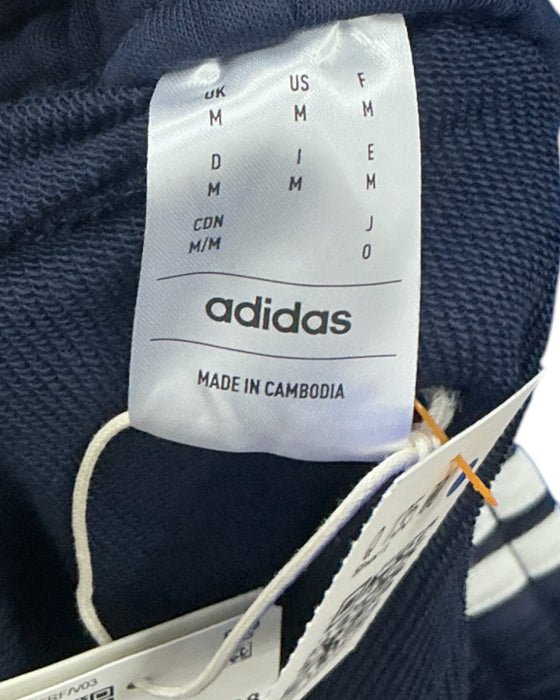 UK US F
M M M
D I E
M M M
CDN J
M/M O
adidas
MADE IN CAMBODIA